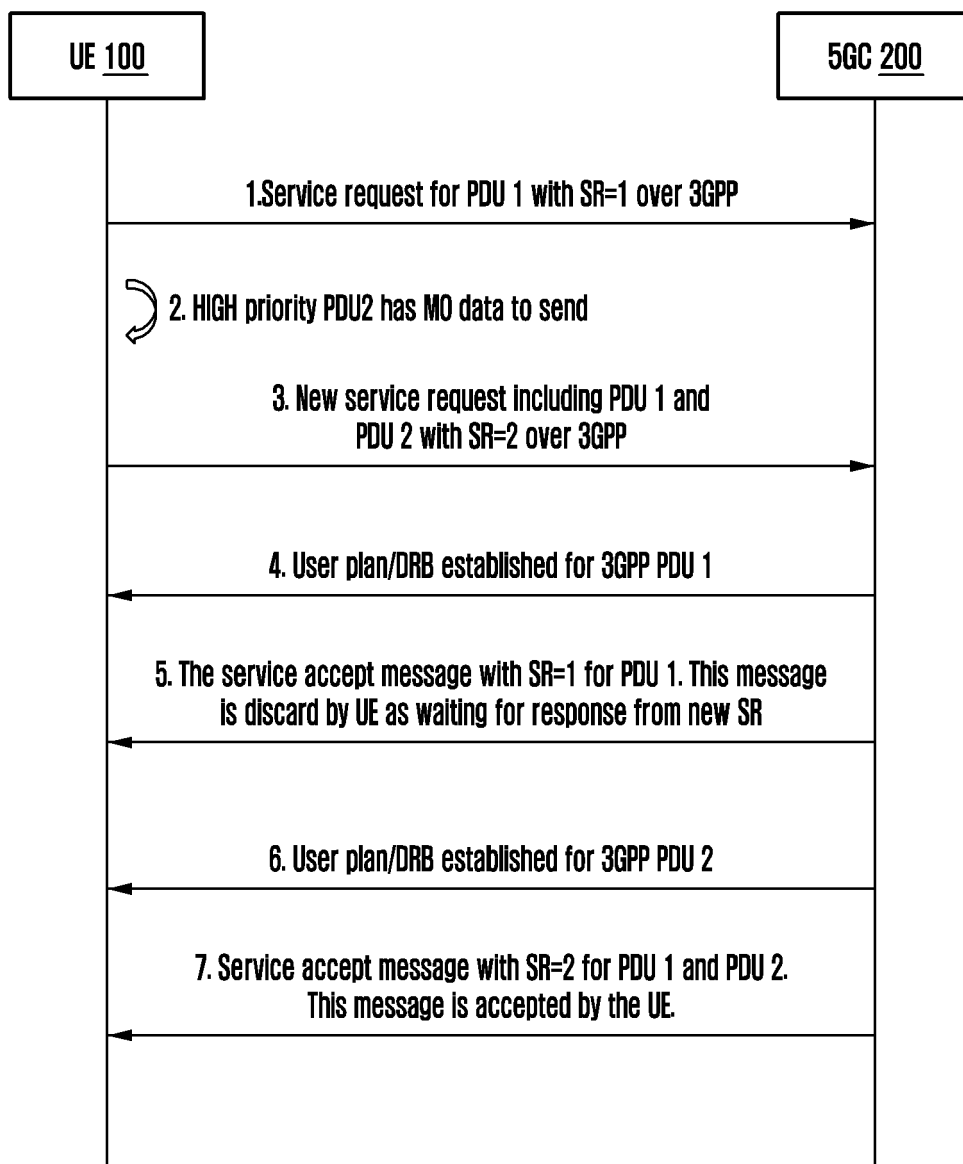 UE 100
5GC 200
1.Service request for PDU 1 with SR=1 over 3GPP
2. HIGH priority PDU2 has MO data to send
3. New service request including PDU 1 and
PDU 2 with SR=2 over 3GPP
4. User plan/DRB established for 3GPP PDU 1
5. The service accept message with SR=1 for PDU 1. This message
is discard by UE as waiting for response from new SR
6. User plan/DRB established for 3GPP PDU 2
7. Service accept message with SR=2 for PDU 1 and PDU 2.
This message is accepted by the UE.